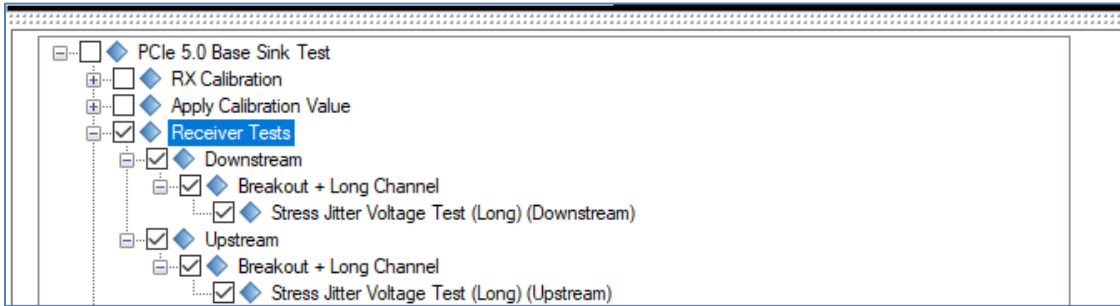 PCIe 5.0 Base Sink Test
RX Calibration
Apply Calibration Value
Receiver Tests
Downstream
Breakout + Long Channel
Stress Jitter Voltage Test (Long) (Downstream)
Upstream
Breakout + Long Channel
Stress Jitter Voltage Test (Long) (Upstream)